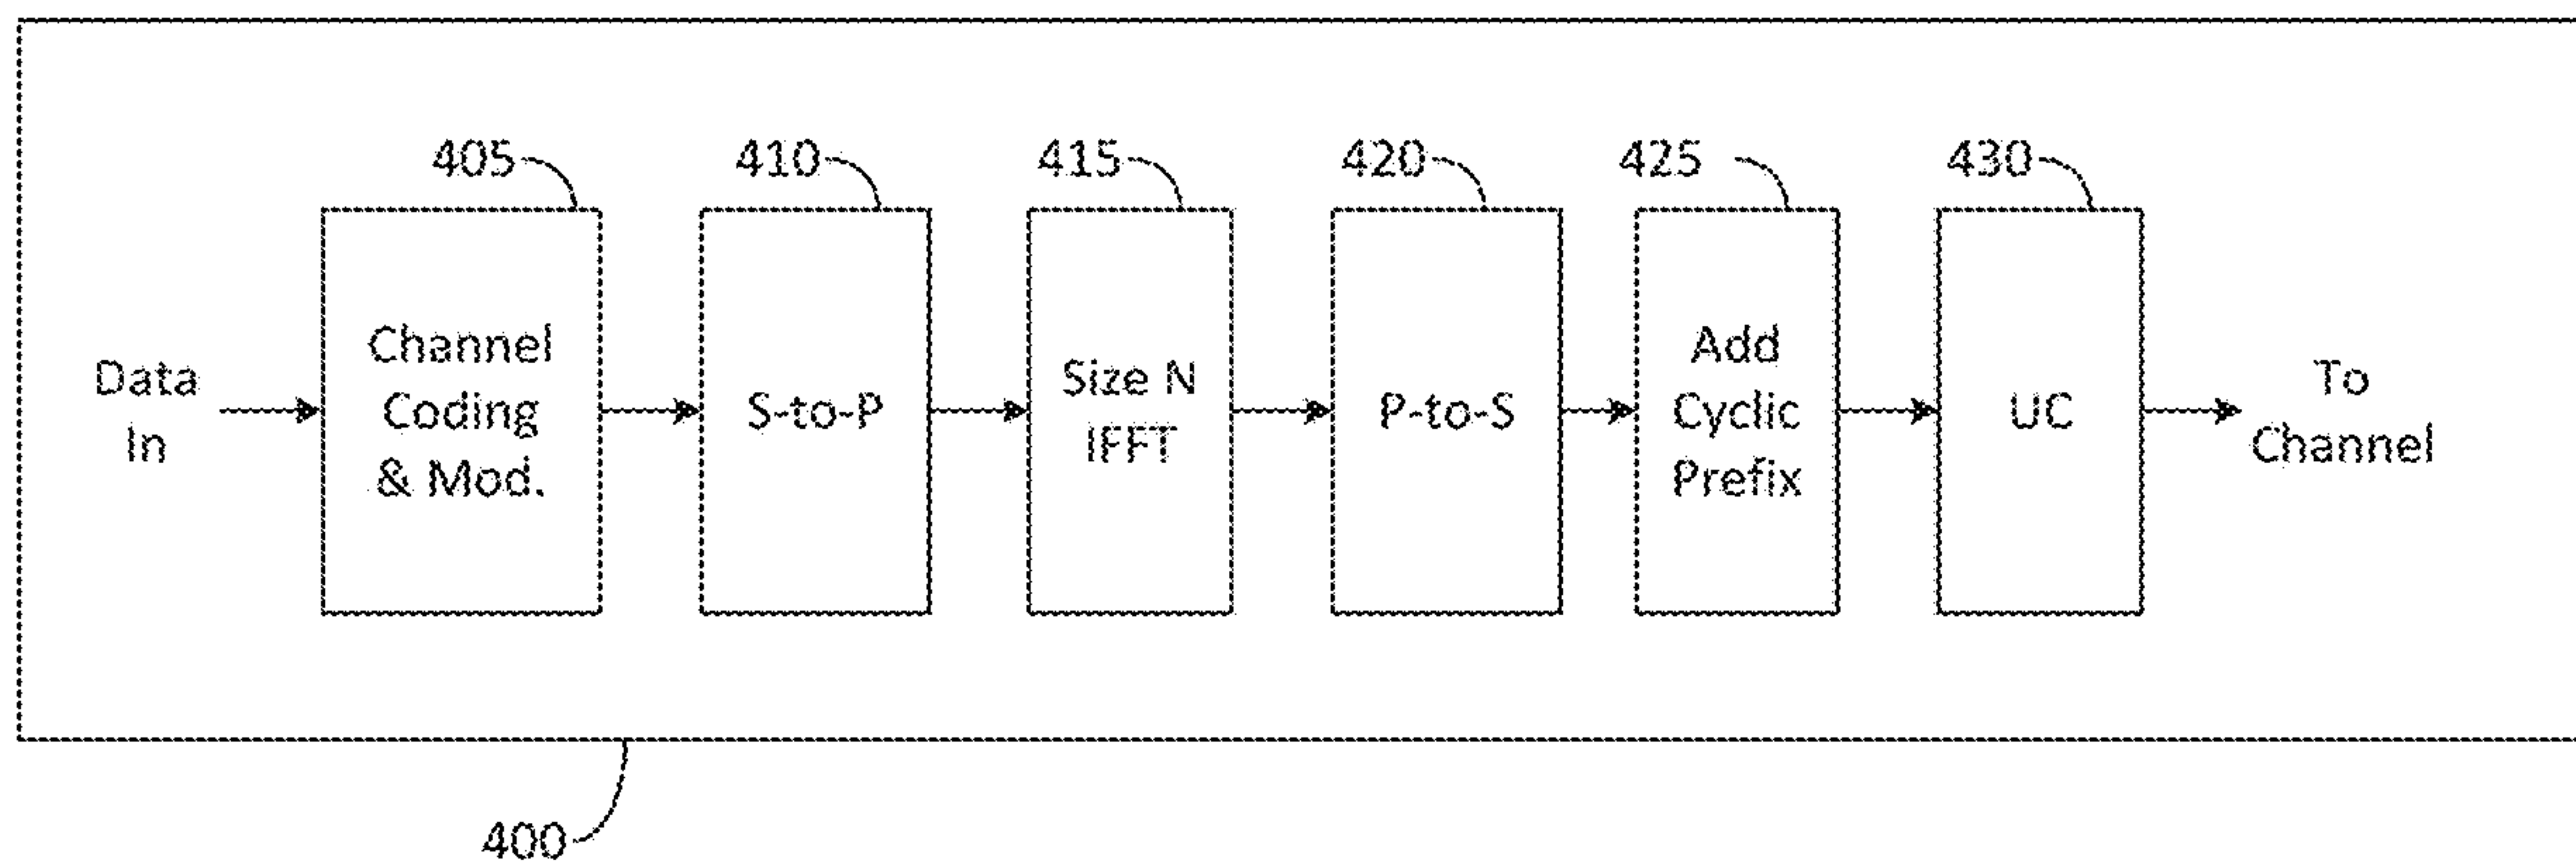 405
410
415
420
425
430
Data
In
Channel
Coding
& Mod.
S-to-P
Size N
IFFT
P-to-S
Add
Cyclic
Prefix
UC
To
Channel
400